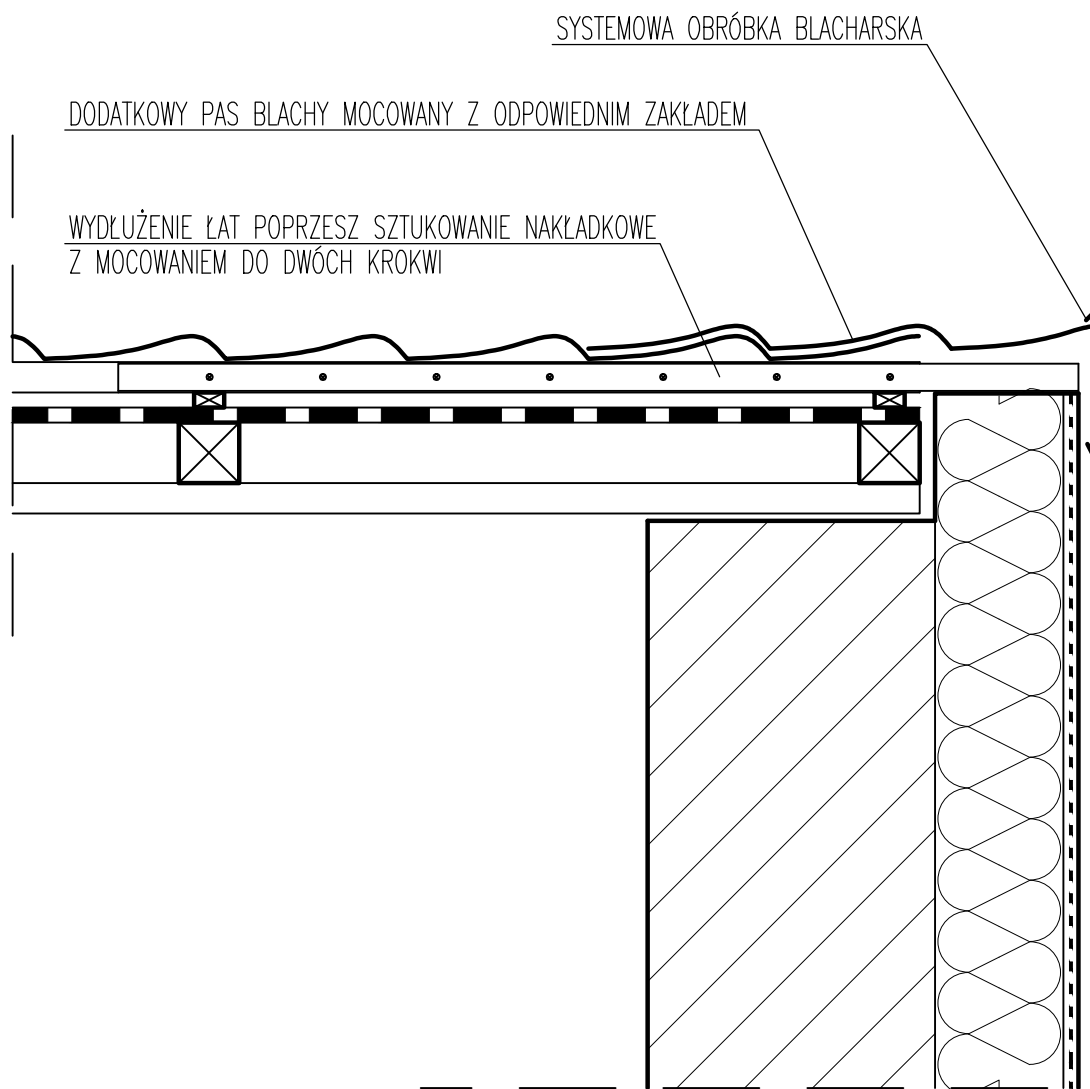 SYSTEMOWA OBRÓBKA BLACHARSKA
DODATKOWY PAS BLACHY MOCOWANY Z ODPOWIEDNIM ZAKŁADEM
WYDŁUŻENIE ŁAT POPRZESZ SZTUKOWANIE NAKŁADKOWE
Z MOCOWANIEM DO DWÓCH KROKWI